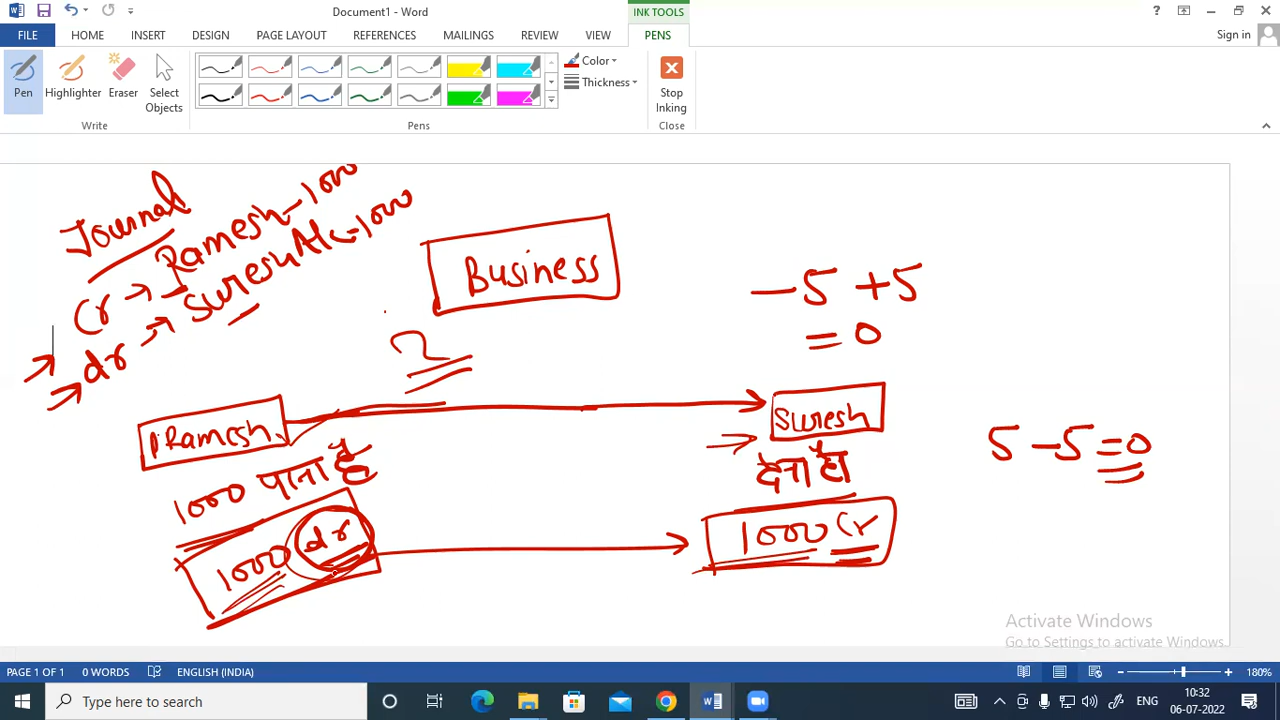 Document1 - Word
INK TOOLS
?
FILE
HOME
INSERT
DESIGN
PAGE LAYOUT
REFERENCES
MAILINGS
REVIEW
VIEW
PENS
Sign in
Pen
Highlighter
Eraser
Select
Objects
Color
Thickness
Stop
Inking
Write
Pens
Close
Journal
Cr → Ramesh - 1000
dr → Suresh A/c - 1000
Business
- 5 + 5
= 0
2
Ramesh
Suresh
5 - 5 = 0
1000 पाना है
देना है
1000 dr
1000 Cr
Activate Windows
Go to Settings to activate Windows.
PAGE 1 OF 1
0 WORDS
ENGLISH (INDIA)
180%
Type here to search
ENG
10:32
06-07-2022